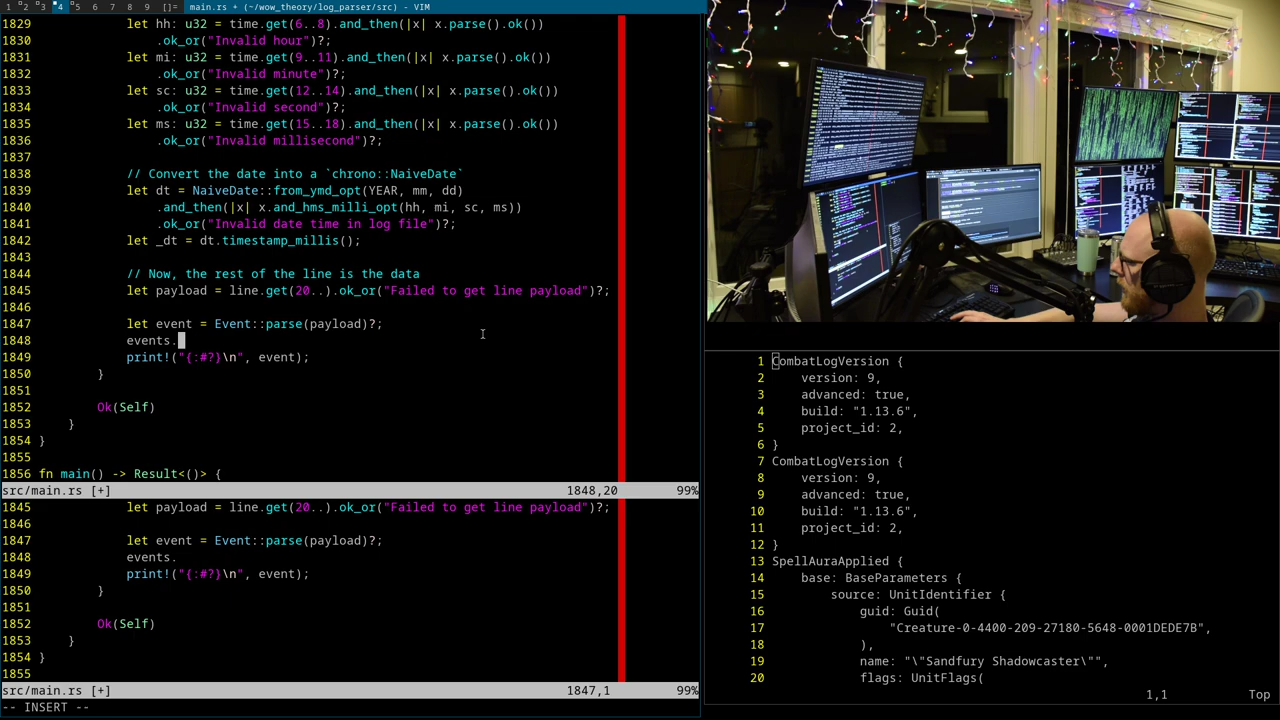 1 2 3 4 5 6 7 8 9 []= main.rs + (~/wow_theory/log_parser/src) - VIM
1829 let hh: u32 = time.get(6..8).and_then(|x| x.parse().ok())
1830 .ok_or("Invalid hour")?;
1831 let mi: u32 = time.get(9..11).and_then(|x| x.parse().ok())
1832 .ok_or("Invalid minute")?;
1833 let sc: u32 = time.get(12..14).and_then(|x| x.parse().ok())
1834 .ok_or("Invalid second")?;
1835 let ms: u32 = time.get(15..18).and_then(|x| x.parse().ok())
1836 .ok_or("Invalid millisecond")?;
1837
1838 // Convert the date into a `chrono::NaiveDate`
1839 let dt = NaiveDate::from_ymd_opt(YEAR, mm, dd)
1840 .and_then(|x| x.and_hms_milli_opt(hh, mi, sc, ms))
1841 .ok_or("Invalid date time in log file")?;
1842 let _dt = dt.timestamp_millis();
1843
1844 // Now, the rest of the line is the data
1845 let payload = line.get(20..).ok_or("Failed to get line payload")?;
1846
1847 let event = Event::parse(payload)?;
1848 events.
1849 print!("{:#?}\n", event);
1850 }
1851
1852 Ok(Self)
1853 }
1854 }
1855
1856 fn main() -> Result<()> {
src/main.rs [+] 1848,20 99%
1845 let payload = line.get(20..).ok_or("Failed to get line payload")?;
1846
1847 let event = Event::parse(payload)?;
1848 events.
1849 print!("{:#?}\n", event);
1850 }
1851
1852 Ok(Self)
1853 }
1854 }
1855
src/main.rs [+] 1847,1 99%
-- INSERT --
1 CombatLogVersion {
2 version: 9,
3 advanced: true,
4 build: "1.13.6",
5 project_id: 2,
6 }
7 CombatLogVersion {
8 version: 9,
9 advanced: true,
10 build: "1.13.6",
11 project_id: 2,
12 }
13 SpellAuraApplied {
14 base: BaseParameters {
15 source: UnitIdentifier {
16 guid: Guid(
17 "Creature-0-4400-209-27180-5648-0001DEDE7B",
18 ),
19 name: "\"Sandfury Shadowcaster\"",
20 flags: UnitFlags(
1,1 Top